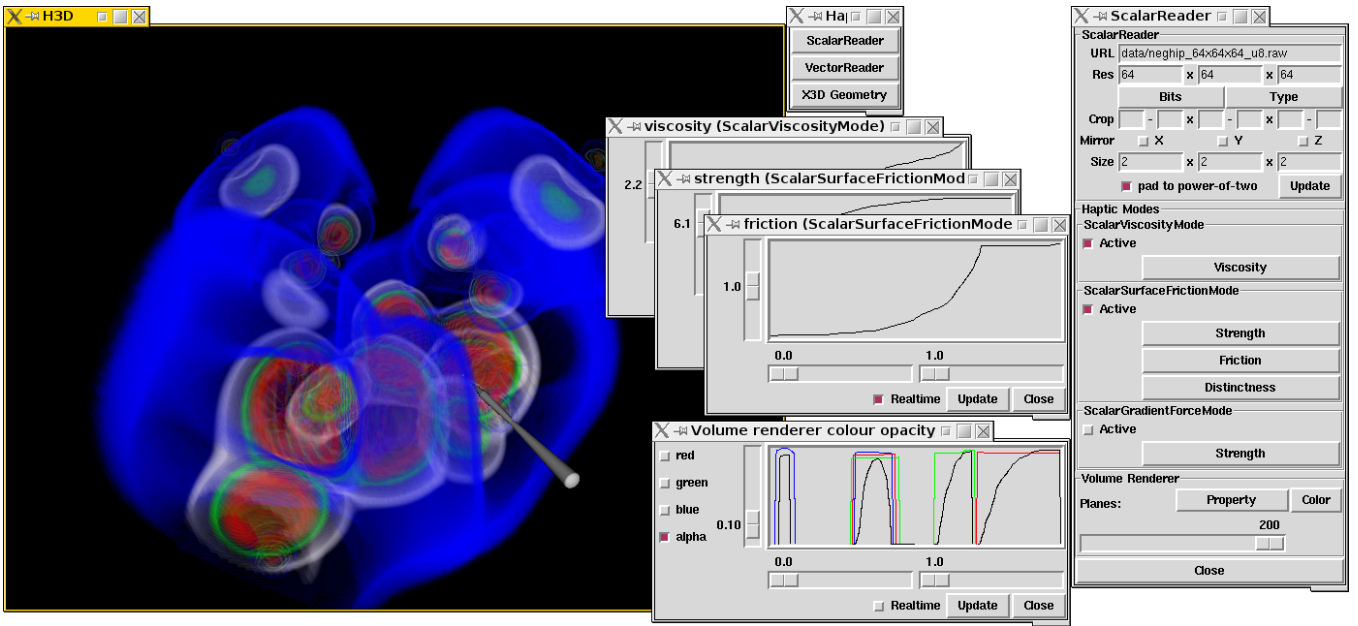 H3D
Ha
ScalarReader
VectorReader
X3D Geometry
viscosity (ScalarViscosityMode)
2.2
strength (ScalarSurfaceFrictionMod
6.1
friction (ScalarSurfaceFrictionMode
1.0
0.0 1.0
Realtime Update Close
Volume renderer colour opacity
red
green
blue
alpha
0.10
0.0 1.0
Realtime Update Close
ScalarReader
ScalarReader
URL data/neghip_64x64x64_u8.raw
Res 64 x 64 x 64
Bits Type
Crop - x - x -
Mirror X Y Z
Size 2 x 2 x 2
pad to power-of-two Update
Haptic Modes
ScalarViscosityMode
Active
Viscosity
ScalarSurfaceFrictionMode
Active
Strength
Friction
Distinctness
ScalarGradientForceMode
Active
Strength
Volume Renderer
Planes: Property Color
200
Close